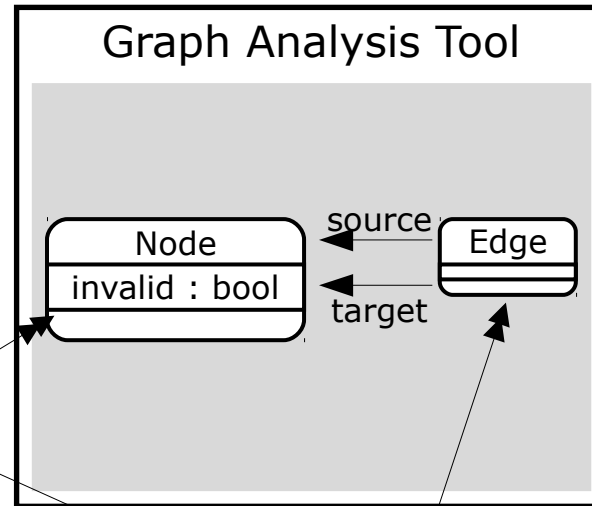 Graph Analysis Tool
Node
invalid : bool
source
target
Edge